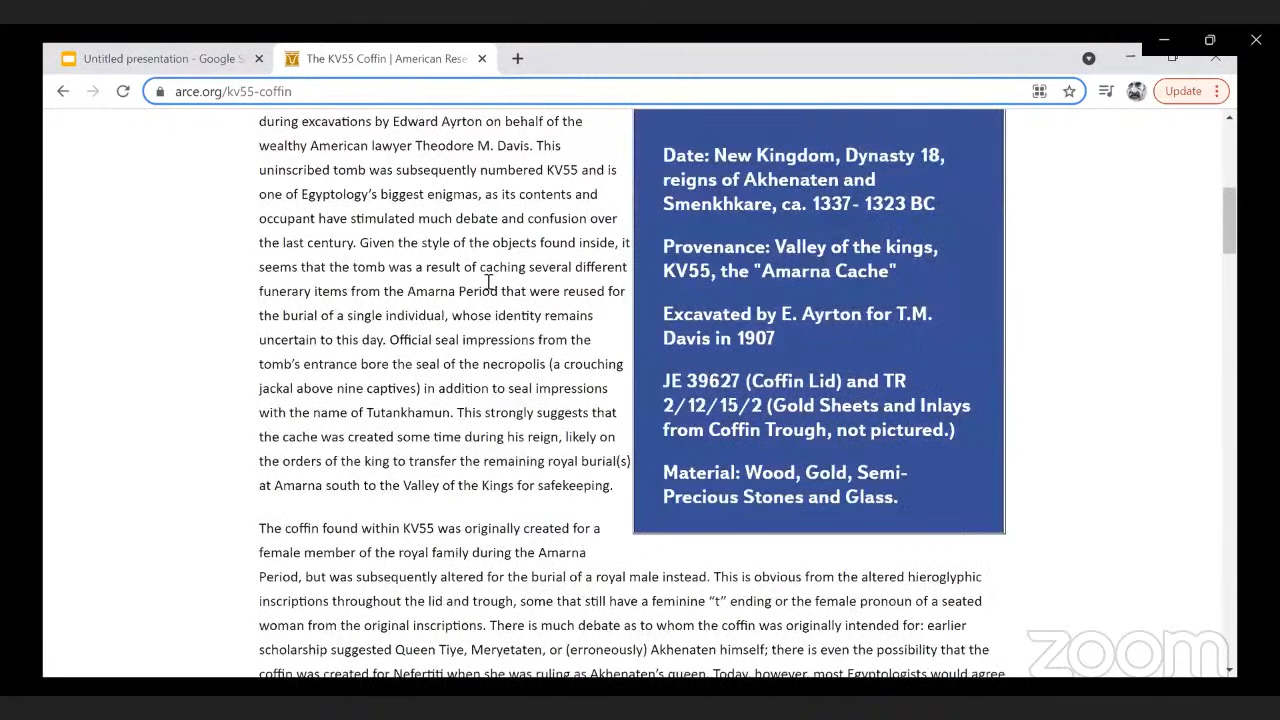 Untitled presentation - Google S
The KV55 Coffin | American Rese
arce.org/kv55-coffin
Update
during excavations by Edward Ayrton on behalf of the
wealthy American lawyer Theodore M. Davis. This
uninscribed tomb was subsequently numbered KV55 and is
one of Egyptology's biggest enigmas, as its contents and
occupant have stimulated much debate and confusion over
the last century. Given the style of the objects found inside, it
seems that the tomb was a result of caching several different
funerary items from the Amarna Period that were reused for
the burial of a single individual, whose identity remains
uncertain to this day. Official seal impressions from the
tomb's entrance bore the seal of the necropolis (a crouching
jackal above nine captives) in addition to seal impressions
with the name of Tutankhamun. This strongly suggests that
the cache was created some time during his reign, likely on
the orders of the king to transfer the remaining royal burial(s)
at Amarna south to the Valley of the Kings for safekeeping.
Date: New Kingdom, Dynasty 18,
reigns of Akhenaten and
Smenkhkare, ca. 1337- 1323 BC
Provenance: Valley of the kings,
KV55, the "Amarna Cache"
Excavated by E. Ayrton for T.M.
Davis in 1907
JE 39627 (Coffin Lid) and TR
2/12/15/2 (Gold Sheets and Inlays
from Coffin Trough, not pictured.)
Material: Wood, Gold, Semi-
Precious Stones and Glass.
The coffin found within KV55 was originally created for a
female member of the royal family during the Amarna
Period, but was subsequently altered for the burial of a royal male instead. This is obvious from the altered hieroglyphic
inscriptions throughout the lid and trough, some that still have a feminine “t” ending or the female pronoun of a seated
woman from the original inscriptions. There is much debate as to whom the coffin was originally intended for: earlier
scholarship suggested Queen Tiye, Meryetaten, or (erroneously) Akhenaten himself; there is even the possibility that the
coffin was created for Nefertiti when she was ruling as Akhenaten's queen. Today, however, most Egyptologists would agree
zoom